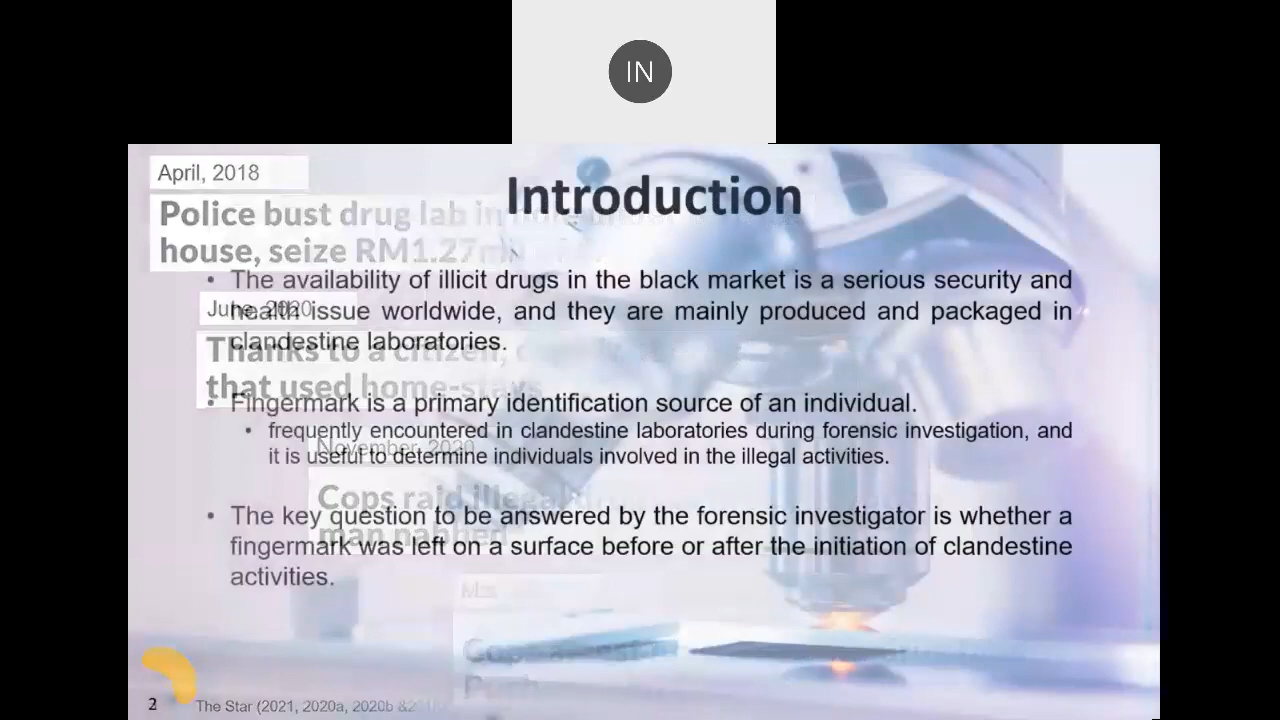 IN
April, 2018
Introduction
Police bust drug lab in
house, seize RM1.27m
• The availability of illicit drugs in the black market is a serious security and
health issue worldwide, and they are mainly produced and packaged in
clandestine laboratories.
June, 2020
Thanks to a citizen,
that used home-stays
• Fingermark is a primary identification source of an individual.
• frequently encountered in clandestine laboratories during forensic investigation, and
it is useful to determine individuals involved in the illegal activities.
November, 2020
Cops raid illegal
man nabbed
• The key question to be answered by the forensic investigator is whether a
fingermark was left on a surface before or after the initiation of clandestine
activities.
2
The Star (2021, 2020a, 2020b &